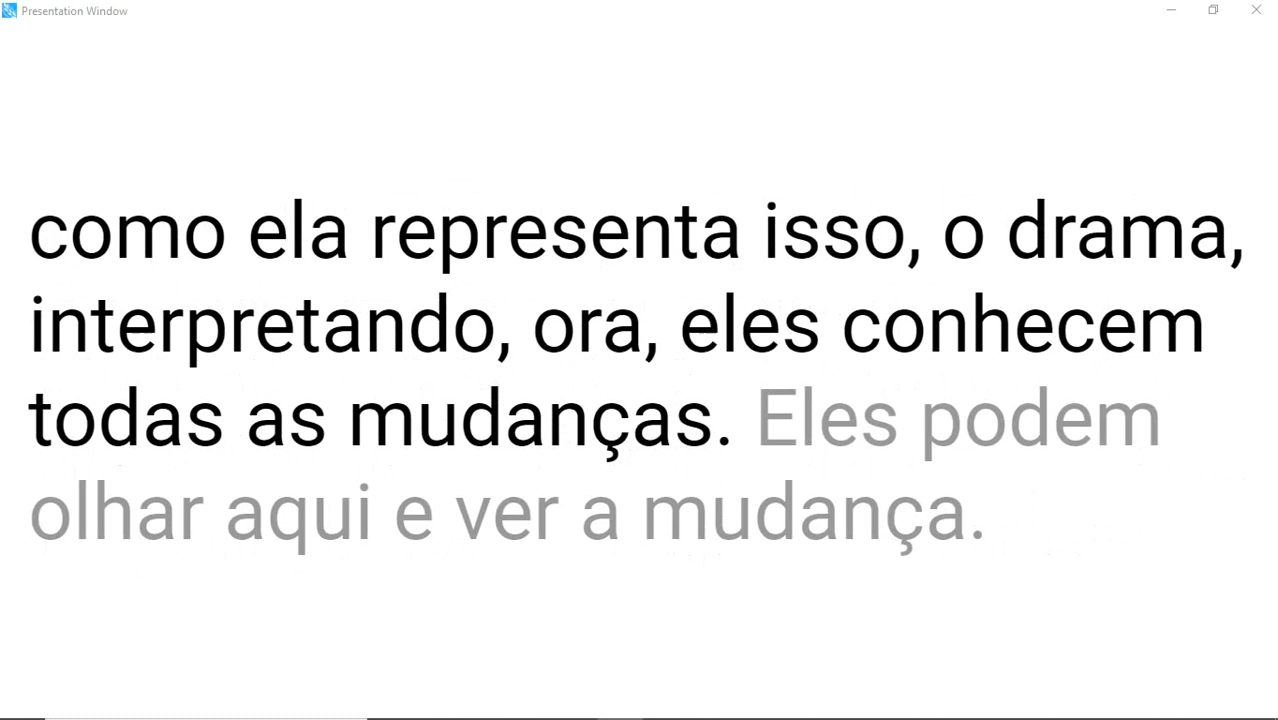 Presentation Window
como ela representa isso, o drama,
interpretando, ora, eles conhecem
todas as mudanças. Eles podem
olhar aqui e ver a mudança.